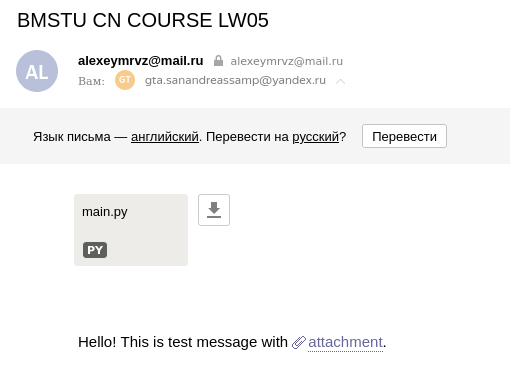 BMSTU CN COURSE LW05
AL
alexeymrvz@mail.ru alexeymrvz@mail.ru
Вам: GT gta.sanandreassamp@yandex.ru
Язык письма — английский. Перевести на русский? Перевести
main.py
PY
Hello! This is test message with attachment.